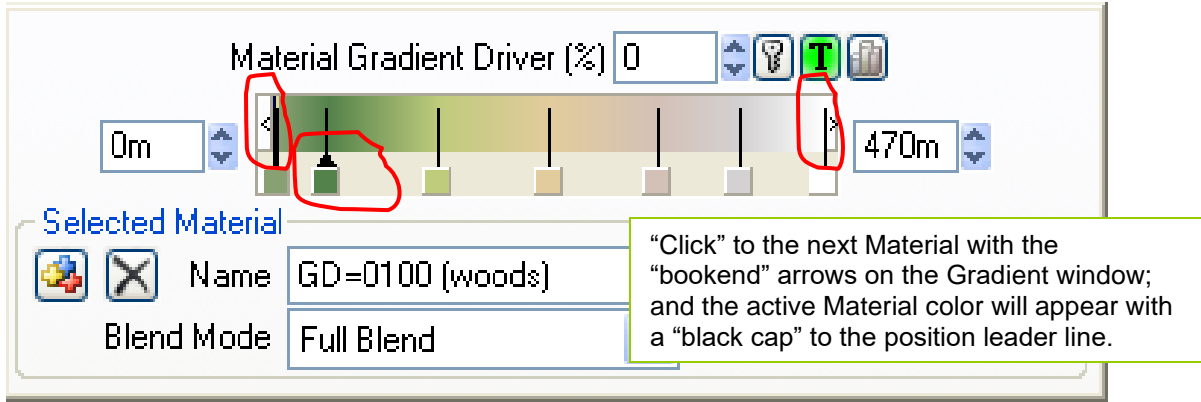 Material Gradient Driver (%) 0 T
< >
0m 470m
Selected Material
Name GD=0100 (woods)
Blend Mode Full Blend
“Click” to the next Material with the
“bookend” arrows on the Gradient window;
and the active Material color will appear with
a “black cap” to the position leader line.